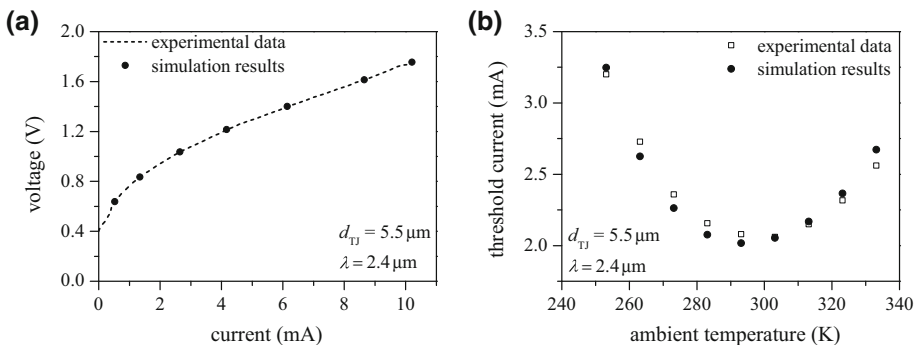 (a)
2.0
1.6
1.2
0.8
0.4
0.0
voltage (V)
experimental data
simulation results
d_TJ = 5.5 μm
λ = 2.4 μm
0 2 4 6 8 10
current (mA)
(b)
3.5
3.0
2.5
2.0
threshold current (mA)
experimental data
simulation results
d_TJ = 5.5 μm
λ = 2.4 μm
240 260 280 300 320 340
ambient temperature (K)